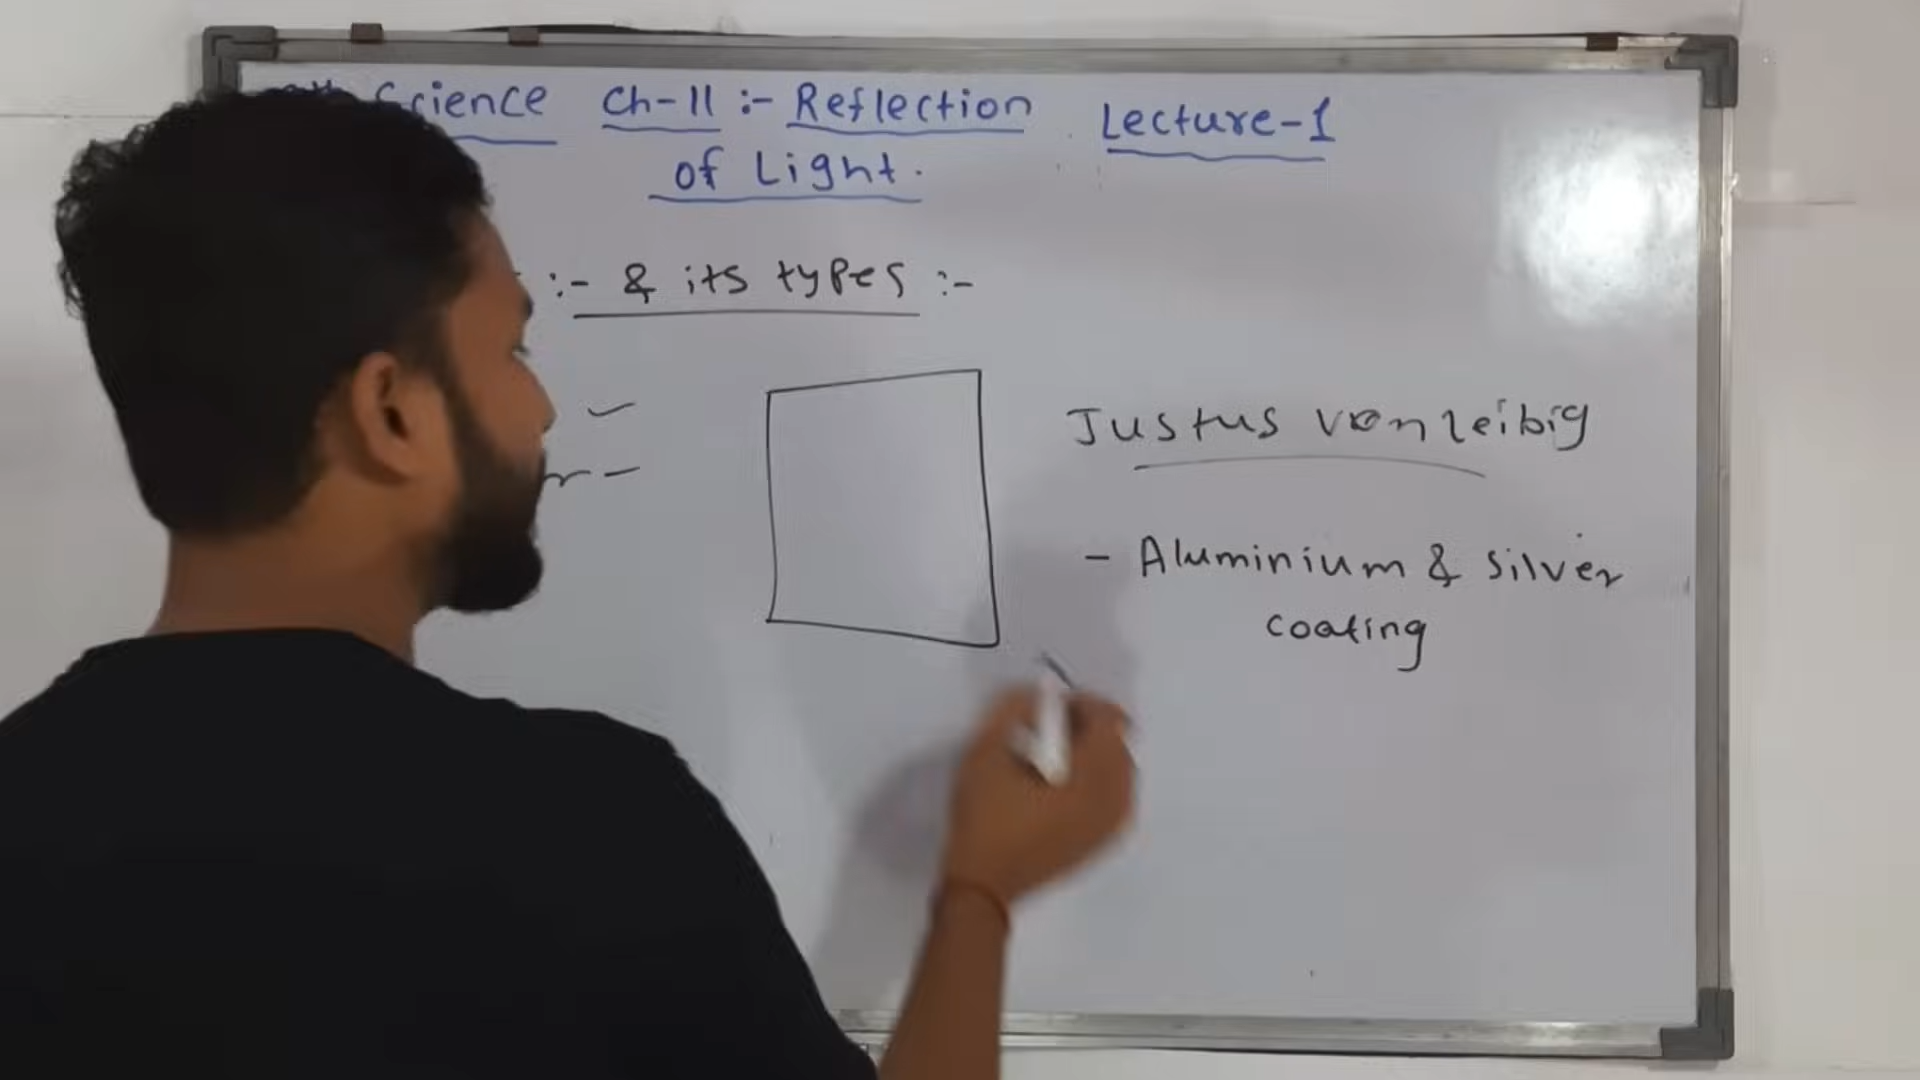 Science Ch-11 :- Reflection Lecture-1
of Light.
:- & its types :-
Justus vonleibig
- Aluminium & silver
coating